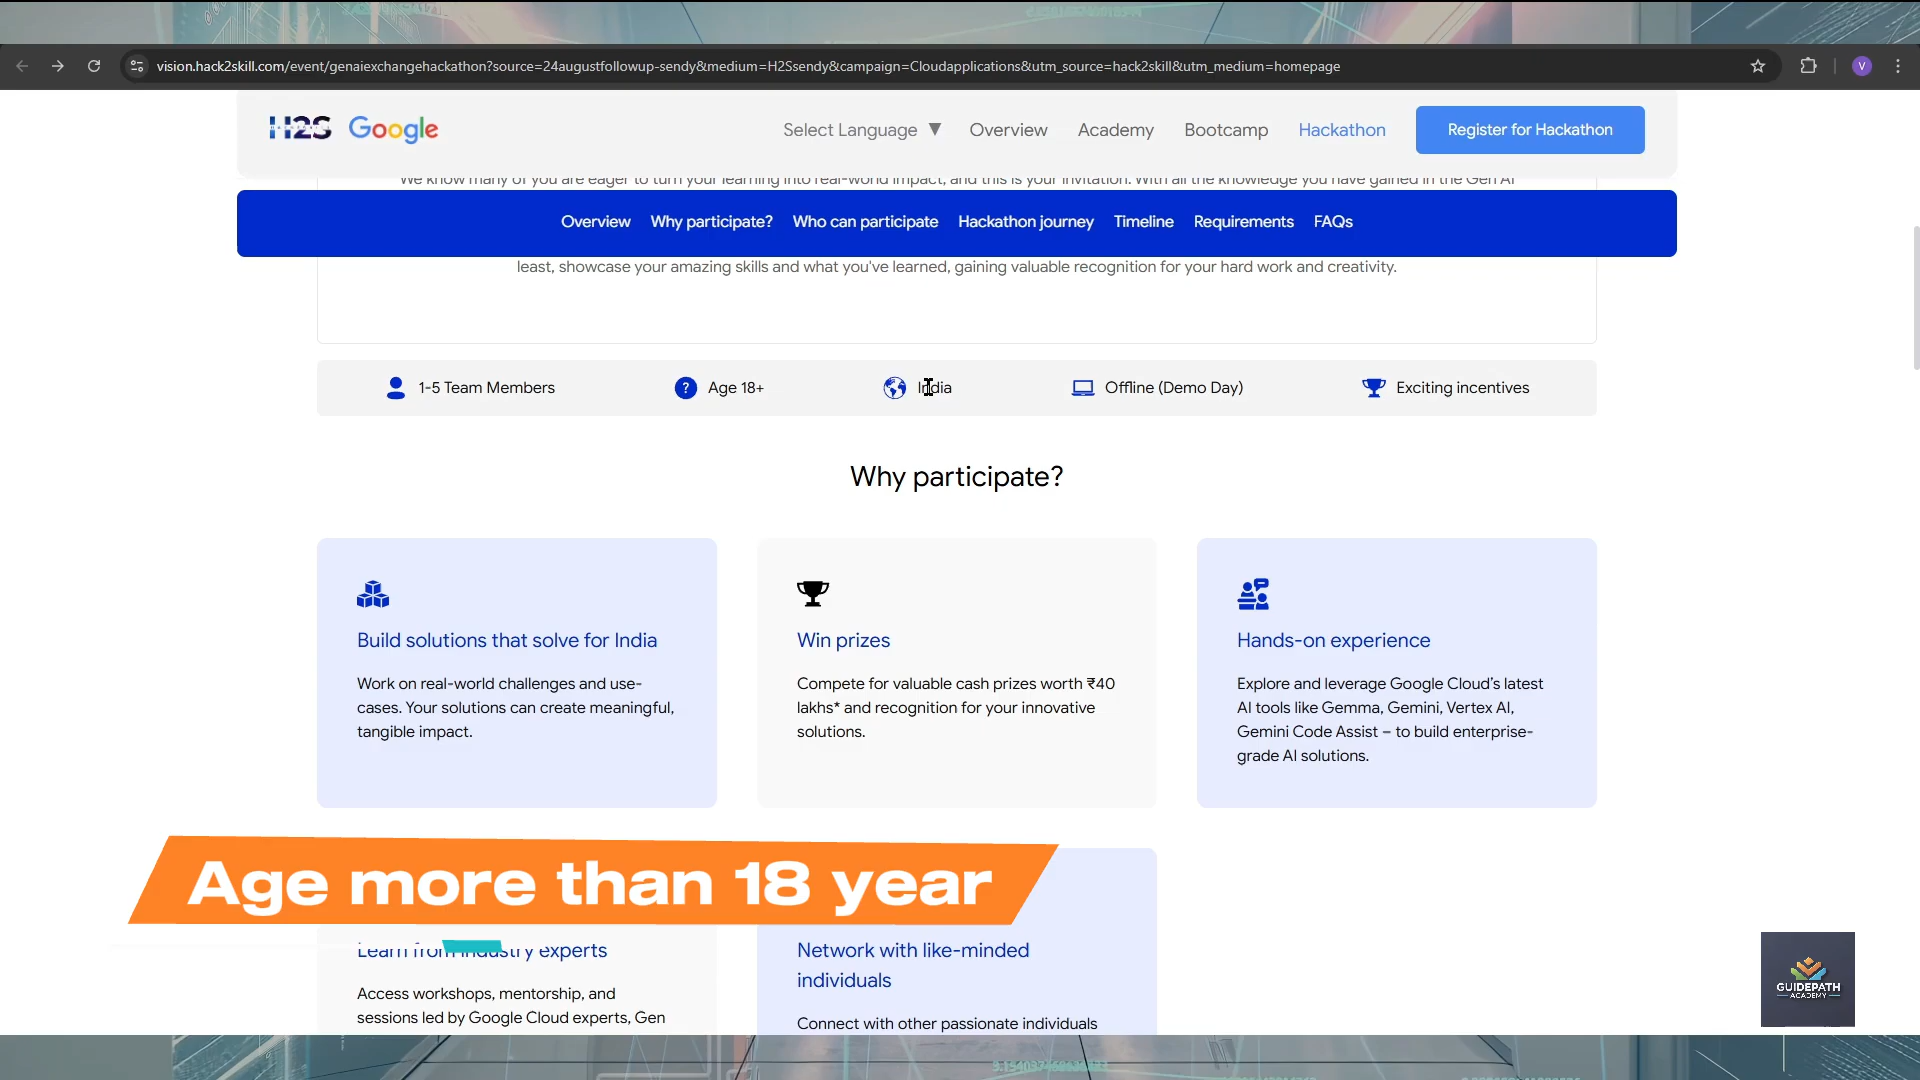 vision.hack2skill.com/event/genaiexchangehackathon?source=24augustfollowup-sendy&medium=H2Ssendy&campaign=Cloudapplications&utm_source=hack2skill&utm_medium=homepage
V
H2S Google
Select Language ▼ Overview Academy Bootcamp Hackathon Register for Hackathon
We know many of you are eager to turn your learning into real-world impact, and this is your invitation. With all the knowledge you have gained in the Gen AI
Overview Why participate? Who can participate Hackathon journey Timeline Requirements FAQs
least, showcase your amazing skills and what you've learned, gaining valuable recognition for your hard work and creativity.
1-5 Team Members ? Age 18+ India Offline (Demo Day) Exciting incentives
Why participate?
Build solutions that solve for India
Work on real-world challenges and use-
cases. Your solutions can create meaningful,
tangible impact.
Win prizes
Compete for valuable cash prizes worth ₹40
lakhs* and recognition for your innovative
solutions.
Hands-on experience
Explore and leverage Google Cloud’s latest
AI tools like Gemma, Gemini, Vertex AI,
Gemini Code Assist – to build enterprise-
grade AI solutions.
Age more than 18 year
Learn from industry experts
Access workshops, mentorship, and
sessions led by Google Cloud experts, Gen
Network with like-minded
individuals
Connect with other passionate individuals
GUIDEPATH
ACADEMY